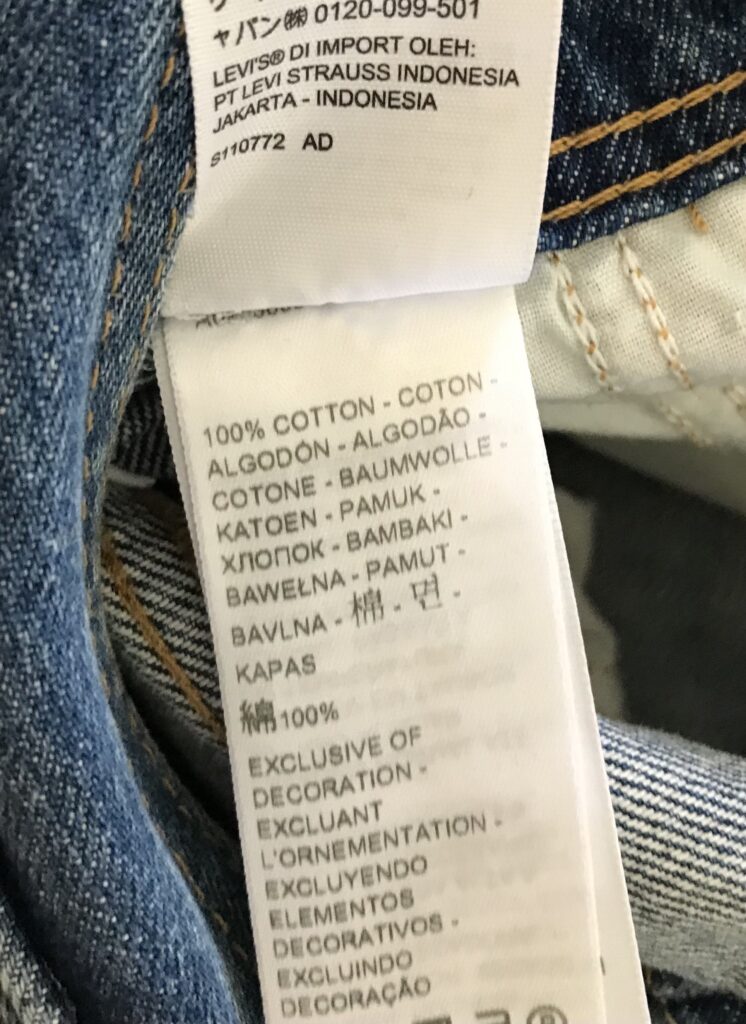 ャパン㈱ 0120-099-501
LEVI'S® DI IMPORT OLEH:
PT LEVI STRAUSS INDONESIA
JAKARTA - INDONESIA
S110772 AD
100% COTTON - COTON -
ALGODÓN - ALGODÃO -
COTONE - BAUMWOLLE -
KATOEN - PAMUK -
ХЛОПОК - BAMBAKI -
BAWEŁNA - PAMUT -
BAVLNA - 棉 - 면 -
KAPAS
綿100%
EXCLUSIVE OF
DECORATION -
EXCLUANT
L'ORNEMENTATION -
EXCLUYENDO
ELEMENTOS
DECORATIVOS -
EXCLUINDO
DECORAÇÃO